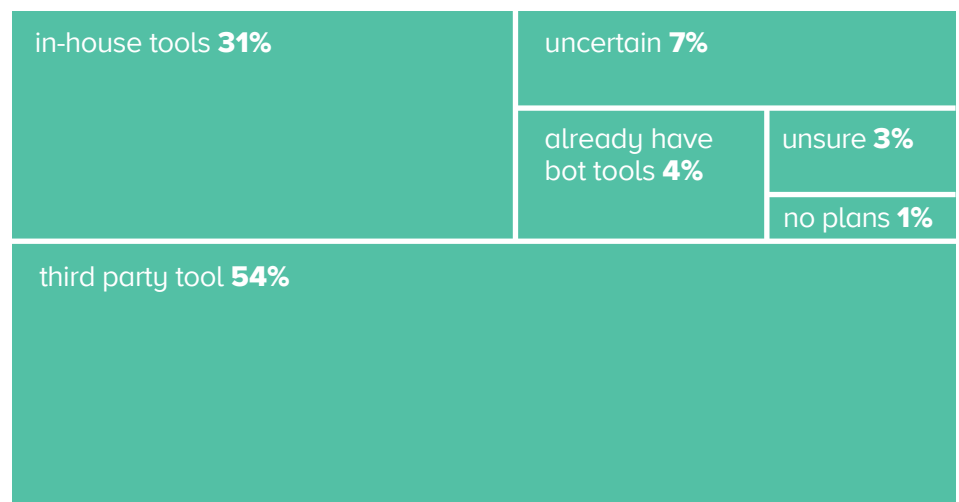 in-house tools 31%
uncertain 7%
already have
bot tools 4%
unsure 3%
no plans 1%
third party tool 54%